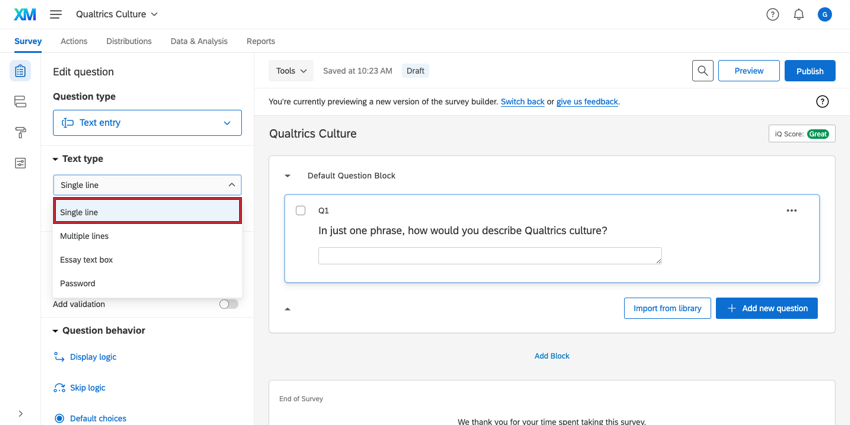 XM
Qualtrics Culture
?
G
Survey
Actions
Distributions
Data & Analysis
Reports
Edit question
Question type
Text entry
Text type
Single line
Single line
Multiple lines
Essay text box
Password
Add validation
Question behavior
Display logic
Skip logic
Default choices
Tools
Saved at 10:23 AM
Draft
Preview
Publish
You're currently previewing a new version of the survey builder. Switch back or give us feedback.
?
Qualtrics Culture
iQ Score: Great
Default Question Block
Q1
In just one phrase, how would you describe Qualtrics culture?
Import from library
Add new question
Add Block
End of Survey
We thank you for your time spent taking this survey.